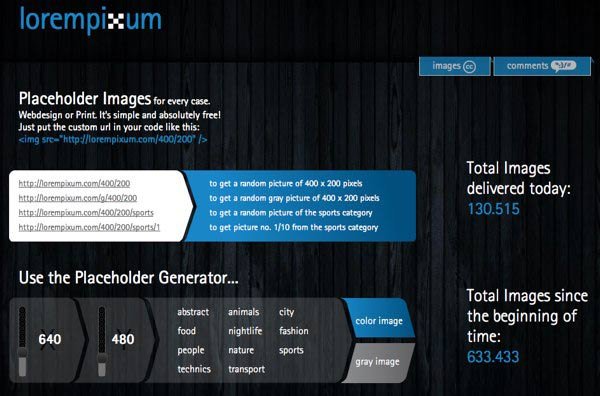 lorempixum
images cc
comments
Placeholder Images for every case.
Webdesign or Print. It's simple and absolutely free!
Just put the custom url in your code like this:
<img src="http://lorempixum.com/400/200" />
http://lorempixum.com/400/200 to get a random picture of 400 x 200 pixels
http://lorempixum.com/g/400/200 to get a random gray picture of 400 x 200 pixels
http://lorempixum.com/400/200/sports to get a random picture of the sports category
http://lorempixum.com/400/200/sports/1 to get picture no. 1/10 from the sports category
Total Images
delivered today:
130.515
Use the Placeholder Generator...
640
480
abstract animals city
food nightlife fashion
people nature sports
technics transport
color image
gray image
Total Images since
the beginning of
time:
633.433